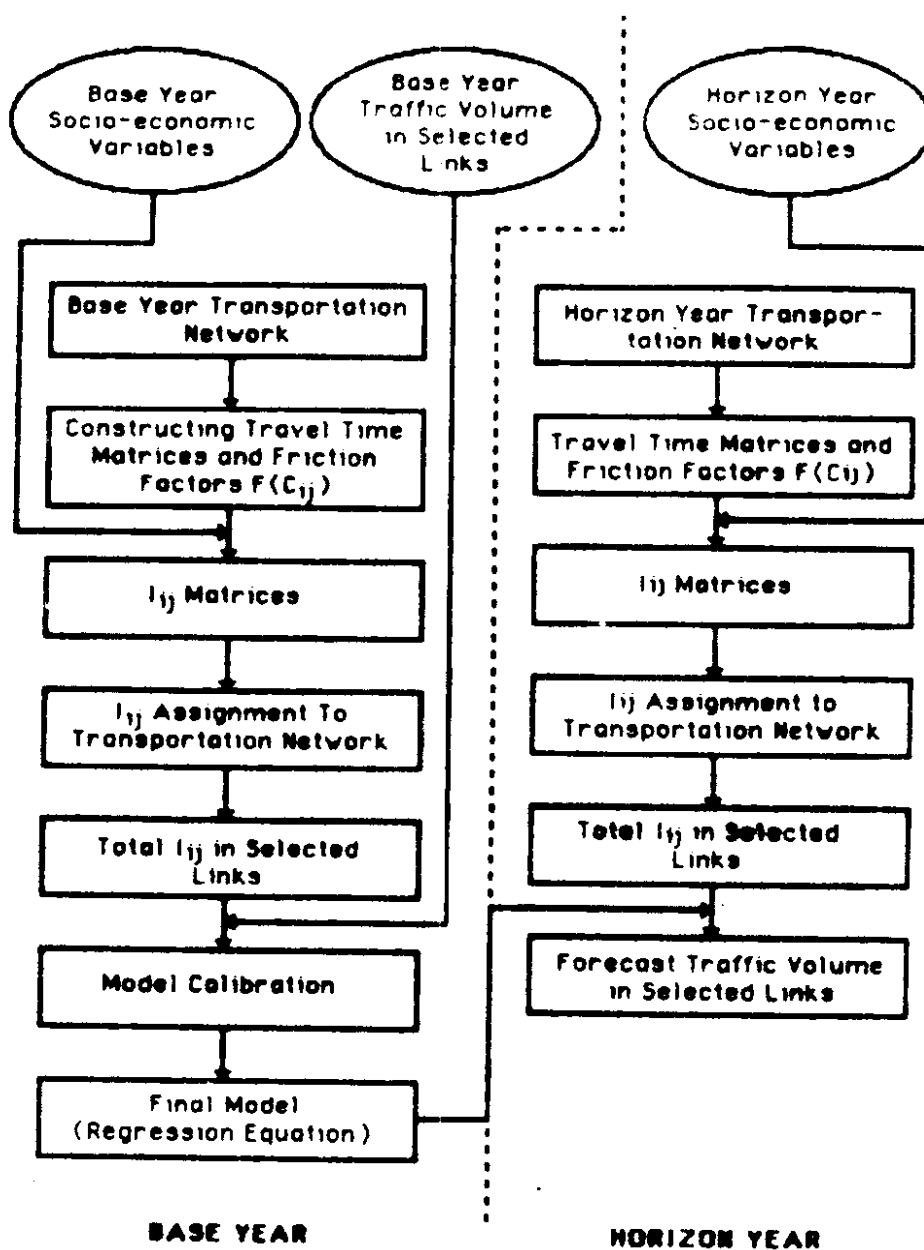 Base Year
Socio-economic
Variables
Base Year
Traffic Volume
in Selected
Links
Horizon Year
Socio-economic
Variables
Base Year Transportation
Network
Constructing Travel Time
Matrices and Friction
Factors F(Cij)
Iij Matrices
Iij Assignment To
Transportation Network
Total Iij in Selected
Links
Model Calibration
Final Model
(Regression Equation)
Horizon Year Transpor-
tation Network
Travel Time Matrices and
Friction Factors F(Cij)
Iij Matrices
Iij Assignment to
Transportation Network
Total Iij in Selected
Links
Forecast Traffic Volume
in Selected Links
BASE YEAR
HORIZON YEAR